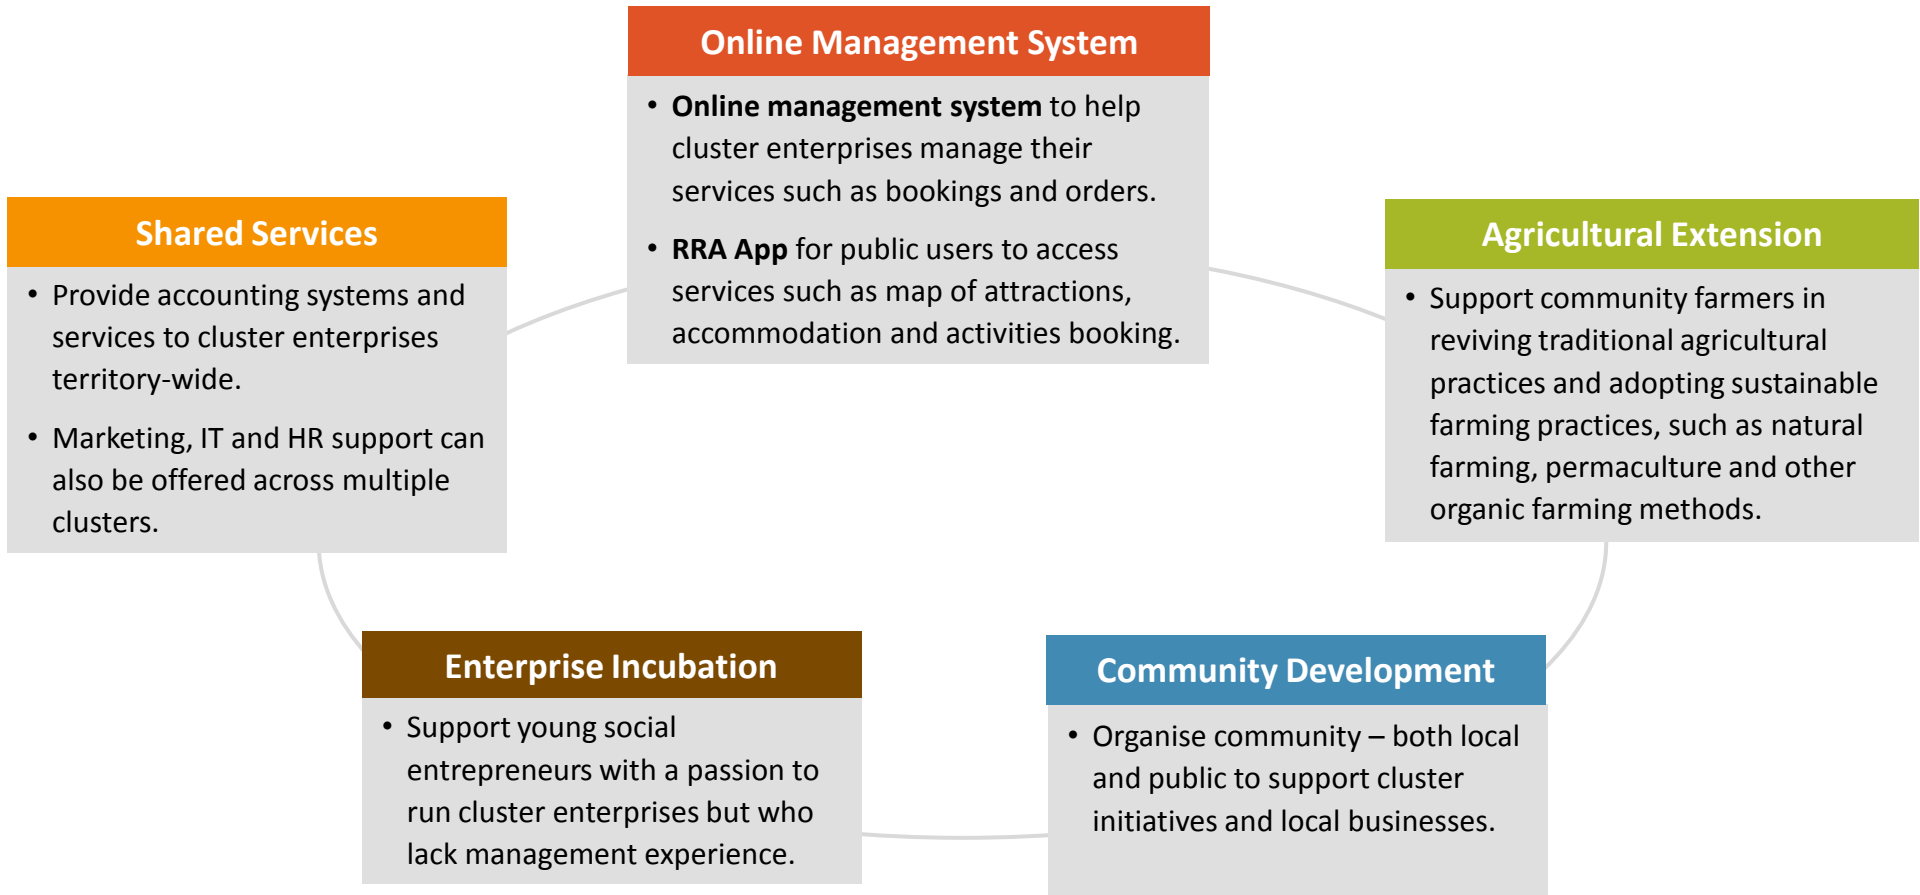 Online Management System
• Online management system to help
cluster enterprises manage their
services such as bookings and orders.
• RRA App for public users to access
services such as map of attractions,
accommodation and activities booking.
Shared Services
• Provide accounting systems and
services to cluster enterprises
territory-wide.
• Marketing, IT and HR support can
also be offered across multiple
clusters.
Agricultural Extension
• Support community farmers in
reviving traditional agricultural
practices and adopting sustainable
farming practices, such as natural
farming, permaculture and other
organic farming methods.
Enterprise Incubation
• Support young social
entrepreneurs with a passion to
run cluster enterprises but who
lack management experience.
Community Development
• Organise community – both local
and public to support cluster
initiatives and local businesses.